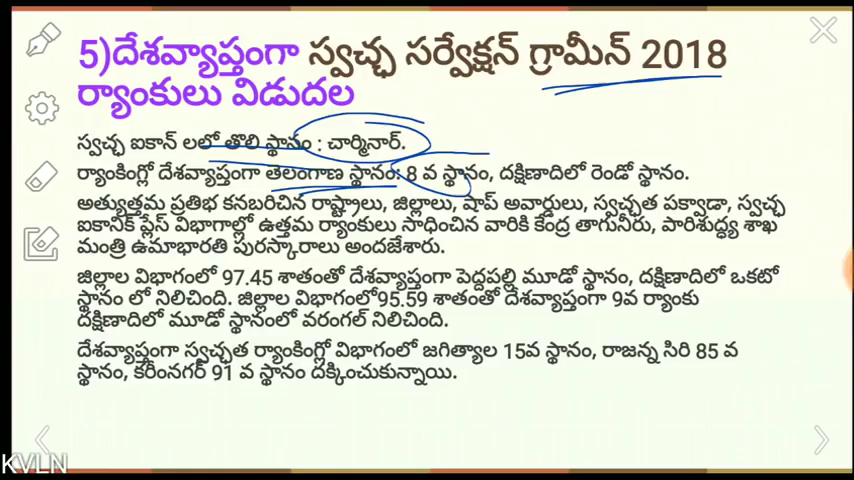 5)దేశవ్యాప్తంగా స్వచ్ఛ సర్వేక్షన్ గ్రామీన్ 2018
ర్యాంకులు విడుదల
స్వచ్ఛ ఐకాన్ లలో తొలి స్థానం : చార్మినార్.
ర్యాంకింగ్లో దేశవ్యాప్తంగా తెలంగాణ స్థానం: 8 వ స్థానం, దక్షిణాదిలో రెండో స్థానం.
అత్యుత్తమ ప్రతిభ కనబరిచిన రాష్ట్రాలు, జిల్లాలు, షాప్ అవార్డులు, స్వచ్ఛత పక్వాడా, స్వచ్ఛ
ఐకానిక్ ప్లేస్ విభాగాల్లో ఉత్తమ ర్యాంకులు సాధించిన వారికి కేంద్ర తాగునీరు, పారిశుద్ధ్య శాఖ
మంత్రి ఉమాభారతి పురస్కారాలు అందజేశారు.
జిల్లాల విభాగంలో 97.45 శాతంతో దేశవ్యాప్తంగా పెద్దపల్లి మూడో స్థానం, దక్షిణాదిలో ఒకటో
స్థానం లో నిలిచింది. జిల్లాల విభాగంలో95.59 శాతంతో దేశవ్యాప్తంగా 9వ ర్యాంకు
దక్షిణాదిలో మూడో స్థానంలో వరంగల్ నిలిచింది.
దేశవ్యాప్తంగా స్వచ్ఛత ర్యాంకింగ్లో విభాగంలో జగిత్యాల 15వ స్థానం, రాజన్న సిరి 85 వ
స్థానం, కరీంనగర్ 91 వ స్థానం దక్కించుకున్నాయి.
KVLN